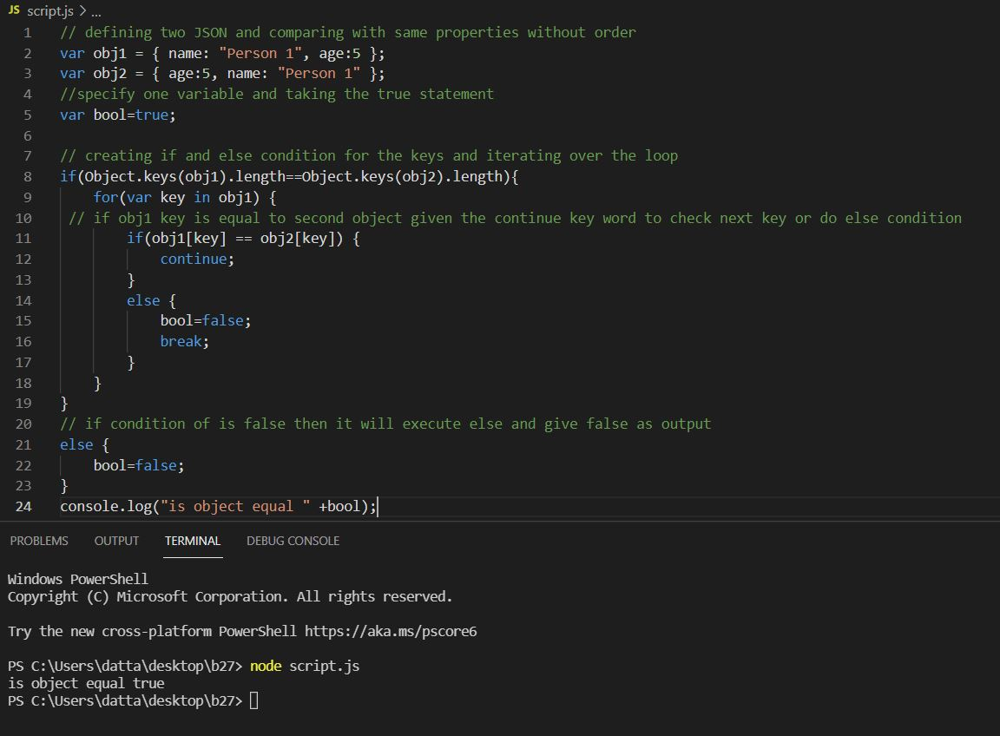 JS script.js > ...
1 // defining two JSON and comparing with same properties without order
2 var obj1 = { name: "Person 1", age:5 };
3 var obj2 = { age:5, name: "Person 1" };
4 //specify one variable and taking the true statement
5 var bool=true;
6
7 // creating if and else condition for the keys and iterating over the loop
8 if(Object.keys(obj1).length==Object.keys(obj2).length){
9     for(var key in obj1) {
10  // if obj1 key is equal to second object given the continue key word to check next key or do else condition
11         if(obj1[key] == obj2[key]) {
12             continue;
13         }
14         else {
15             bool=false;
16             break;
17         }
18     }
19 }
20 // if condition of is false then it will execute else and give false as output
21 else {
22     bool=false;
23 }
24 console.log("is object equal " +bool);
PROBLEMS OUTPUT TERMINAL DEBUG CONSOLE
Windows PowerShell
Copyright (C) Microsoft Corporation. All rights reserved.
Try the new cross-platform PowerShell https://aka.ms/pscore6
PS C:\Users\datta\desktop\b27> node script.js
is object equal true
PS C:\Users\datta\desktop\b27>